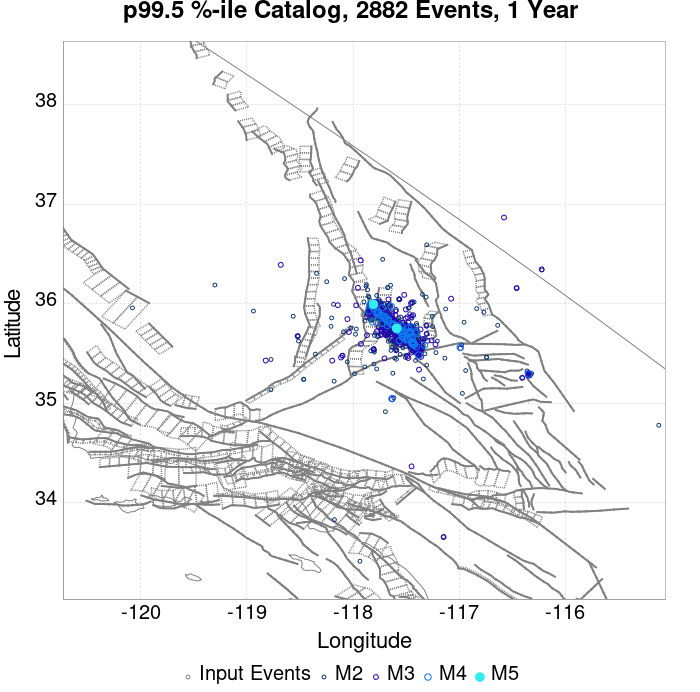 p99.5 %-ile Catalog, 2882 Events, 1 Year
38
37
36
35
34
Latitude
-120 -119 -118 -117 -116
Longitude
Input Events M2 M3 M4 M5